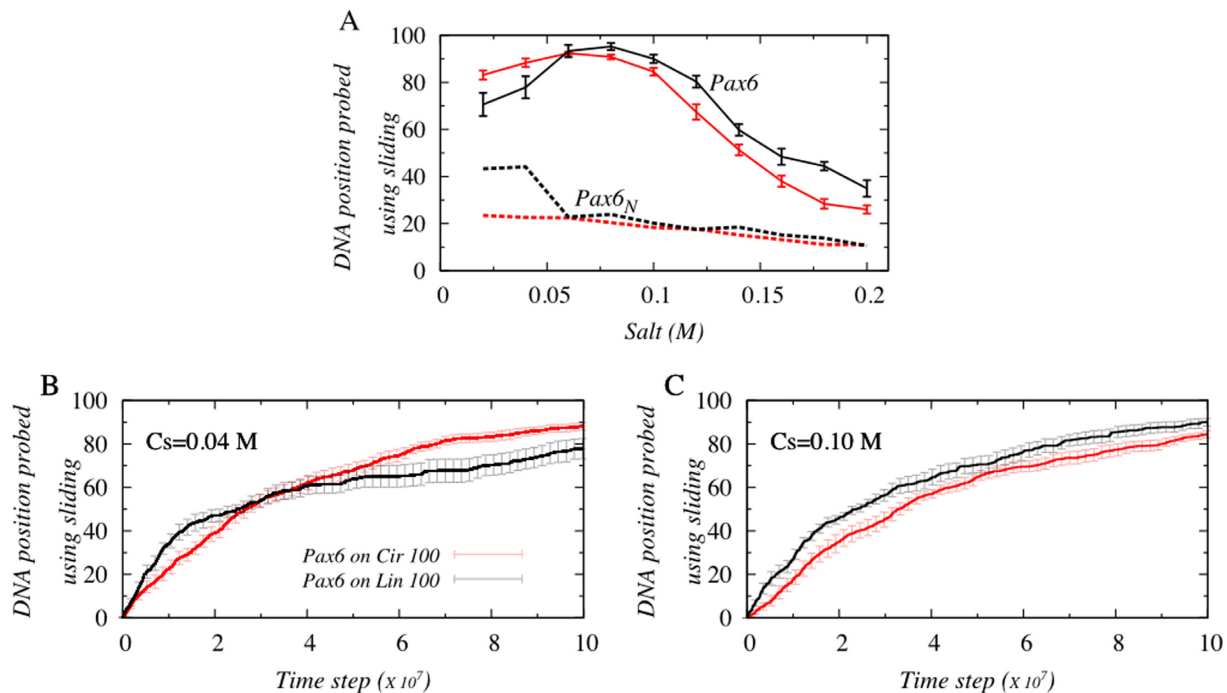 A
DNA position probed
using sliding
100
80
60
40
20
0
Pax6
Pax6N
0 0.05 0.1 0.15 0.2
Salt (M)
B
DNA position probed
using sliding
100
80
60
40
20
0
Cs=0.04 M
Pax6 on Cir 100
Pax6 on Lin 100
0 2 4 6 8 10
Time step (x 10⁷)
C
DNA position probed
using sliding
100
80
60
40
20
0
Cs=0.10 M
0 2 4 6 8 10
Time step (x 10⁷)